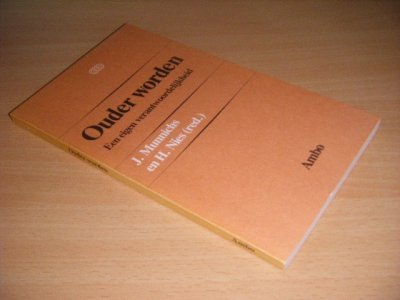 Ouder worden
Een eigen verantwoordelijkheid
J. Munnichs
en H. Nies (red.)
Ambo
Ouder worden
Ambo